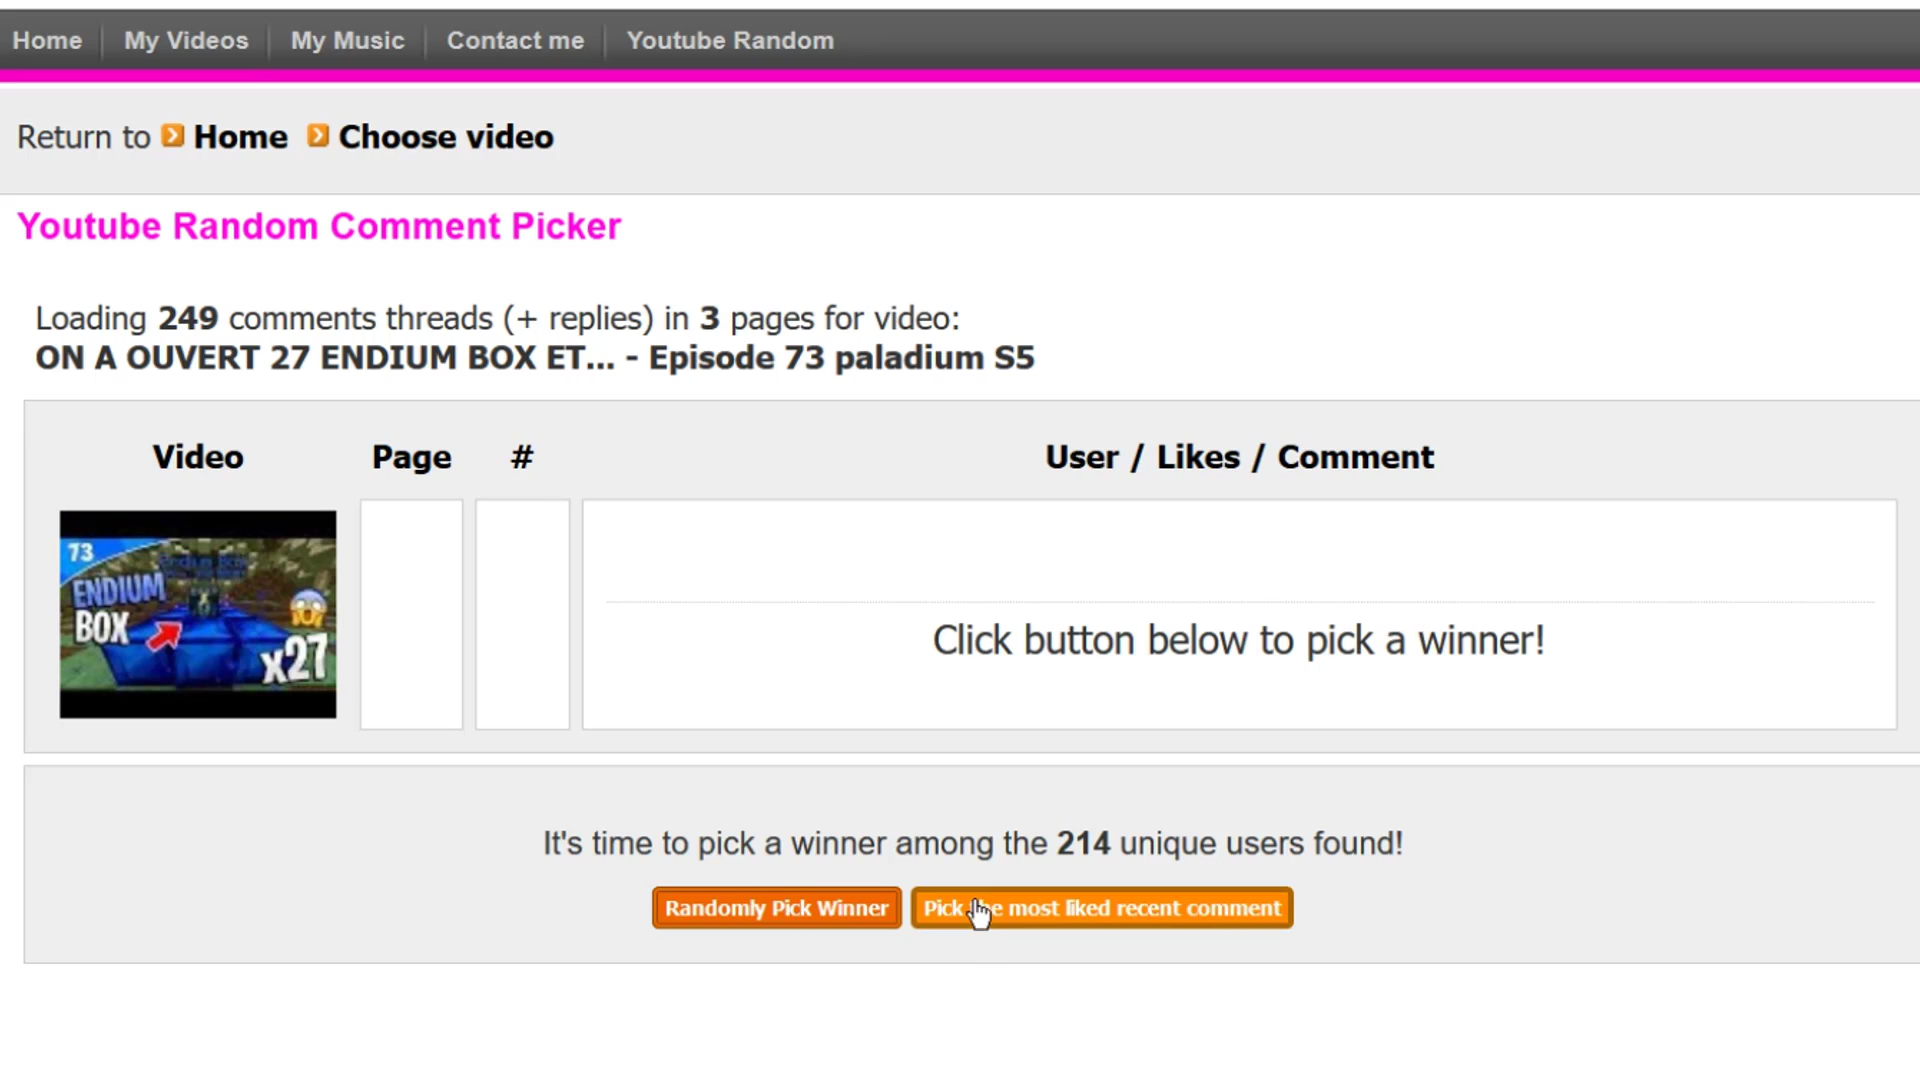 Home My Videos My Music Contact me Youtube Random
Return to Home Choose video
Youtube Random Comment Picker
Loading 249 comments threads (+ replies) in 3 pages for video:
ON A OUVERT 27 ENDIUM BOX ET... - Episode 73 paladium S5
Video Page # User / Likes / Comment
73
Endium Box
ENDIUM
BOX
x27
Click button below to pick a winner!
It's time to pick a winner among the 214 unique users found!
Randomly Pick Winner Pick the most liked recent comment